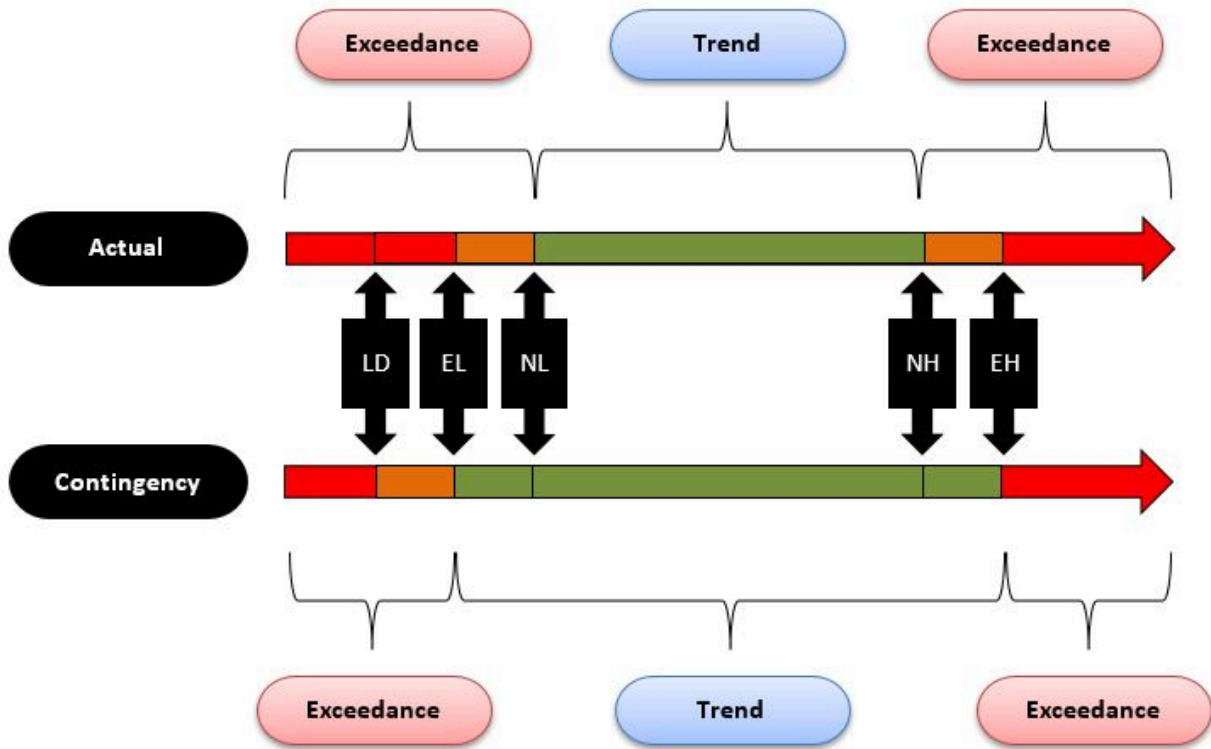 Exceedance
Trend
Exceedance
Actual
LD
EL
NL
NH
EH
Contingency
Exceedance
Trend
Exceedance